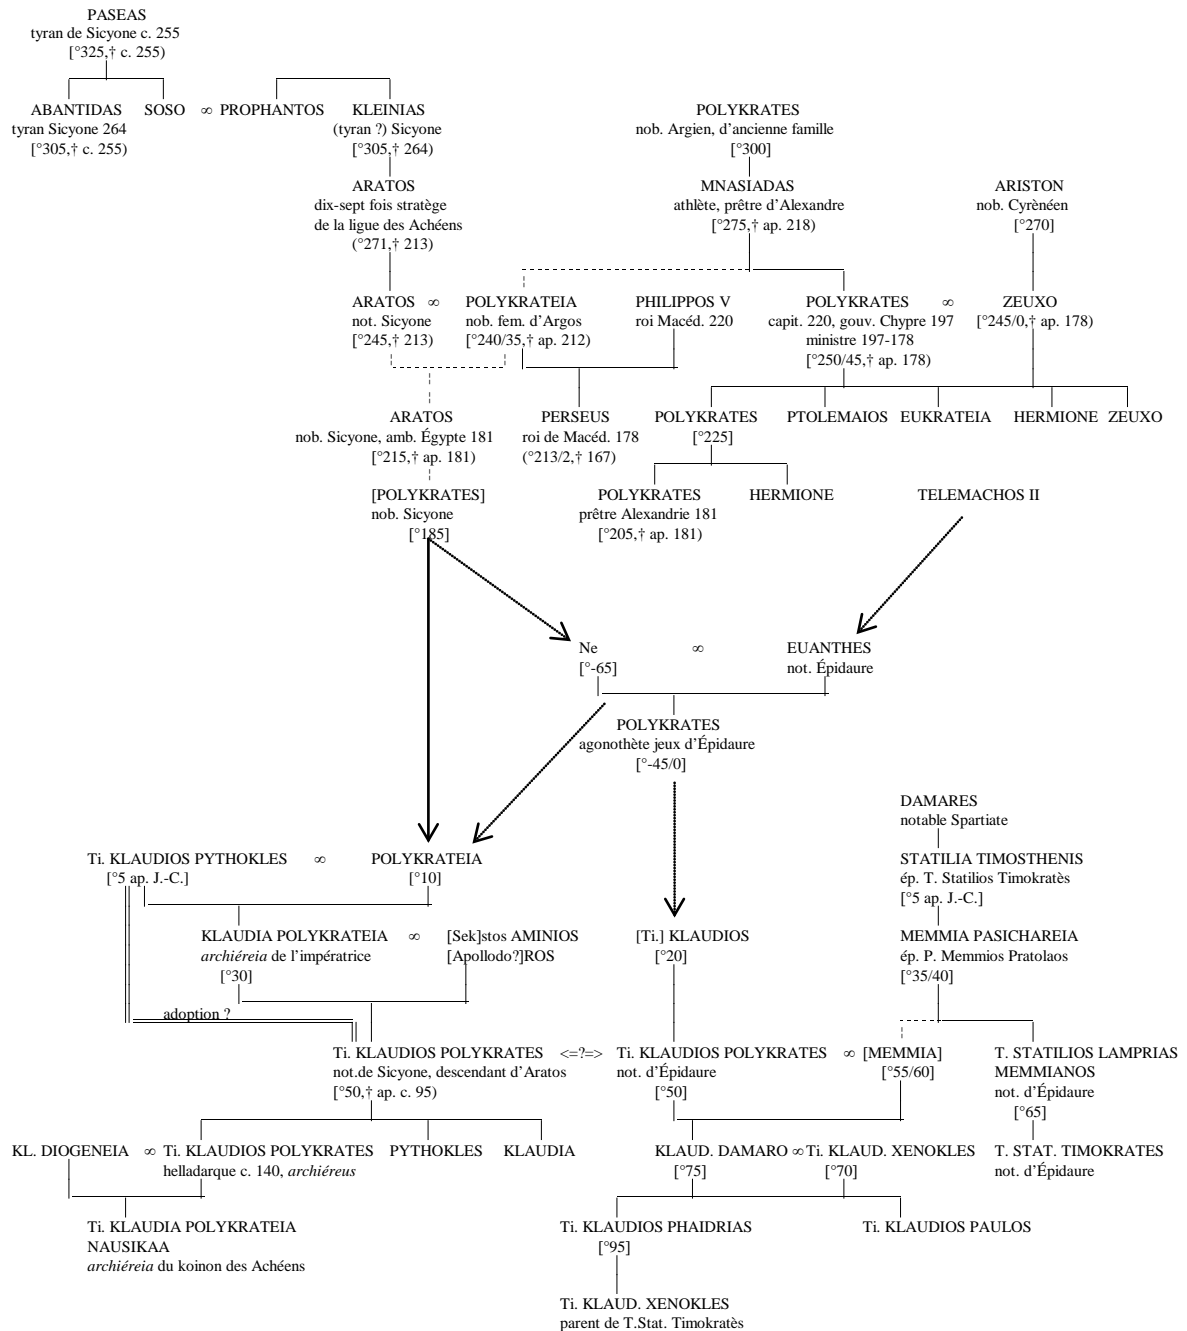 PASEAS
tyran de Sicyone c. 255
[°325,† c. 255)
ABANTIDAS SOSO ∞ PROPHANTOS KLEINIAS POLYKRATES
tyran Sicyone 264 (tyran ?) Sicyone nob. Argien, d'ancienne famille
[°305,† c. 255) [°305,† 264) [°300]
ARATOS MNASIADAS ARISTON
dix-sept fois stratège athlète, prêtre d'Alexandre nob. Cyrènéen
de la ligue des Achéens [°275,† ap. 218) [°270]
(°271,† 213)
ARATOS ∞ POLYKRATEIA PHILIPPOS V POLYKRATES ∞ ZEUXO
not. Sicyone nob. fem. d'Argos roi Macéd. 220 capit. 220, gouv. Chypre 197 [°245/0,† ap. 178)
[°245,† 213) [°240/35,† ap. 212] ministre 197-178
[°250/45,† ap. 178)
ARATOS PERSEUS POLYKRATES PTOLEMAIOS EUKRATEIA HERMIONE ZEUXO
nob. Sicyone, amb. Égypte 181 roi de Macéd. 178 [°225]
[°215,† ap. 181) (°213/2,† 167)
[POLYKRATES] POLYKRATES HERMIONE TELEMACHOS II
nob. Sicyone prêtre Alexandrie 181
[°185] [°205,† ap. 181)
Ne ∞ EUANTHES
[°-65] not. Épidaure
POLYKRATES
agonothète jeux d'Épidaure
[°-45/0]
DAMARES
notable Spartiate
Ti. KLAUDIOS PYTHOKLES ∞ POLYKRATEIA STATILIA TIMOSTHENIS
[°5 ap. J.-C.] [°10] ép. T. Statilios Timokratès
[°5 ap. J.-C.]
KLAUDIA POLYKRATEIA ∞ [Sek]stos AMINIOS [Ti.] KLAUDIOS MEMMIA PASICHAREIA
archiéreia de l'impératrice [Apollodo?]ROS [°20] ép. P. Memmios Pratolaos
[°30] [°35/40]
adoption ?
Ti. KLAUDIOS POLYKRATES <=?=> Ti. KLAUDIOS POLYKRATES ∞ [MEMMIA] T. STATILIOS LAMPRIAS
not.de Sicyone, descendant d'Aratos not. d'Épidaure [°55/60] MEMMIANOS
[°50,† ap. c. 95) [°50] not. d'Épidaure
[°65]
KL. DIOGENEIA ∞ Ti. KLAUDIOS POLYKRATES PYTHOKLES KLAUDIA KLAUD. DAMARO ∞ Ti. KLAUD. XENOKLES T. STAT. TIMOKRATES
helladarque c. 140, archiéreus [°75] [°70] not. d'Épidaure
Ti. KLAUDIA POLYKRATEIA Ti. KLAUDIOS PHAIDRIAS Ti. KLAUDIOS PAULOS
NAUSIKAA [°95]
archiéreia du koinon des Achéens
Ti. KLAUD. XENOKLES
parent de T.Stat. Timokratès